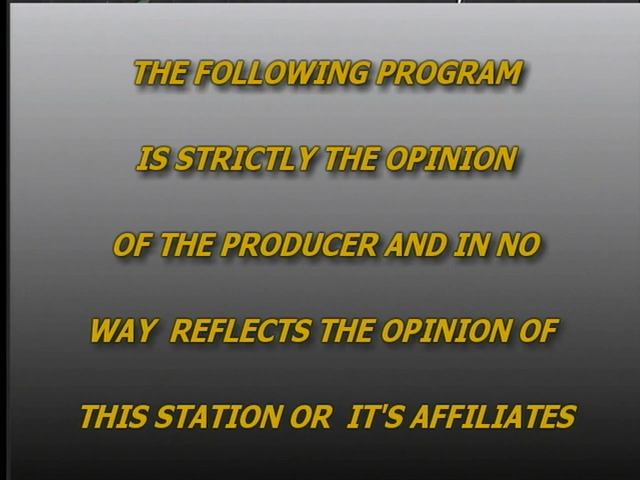 THE FOLLOWING PROGRAM
IS STRICTLY THE OPINION
OF THE PRODUCER AND IN NO
WAY REFLECTS THE OPINION OF
THIS STATION OR IT'S AFFILIATES